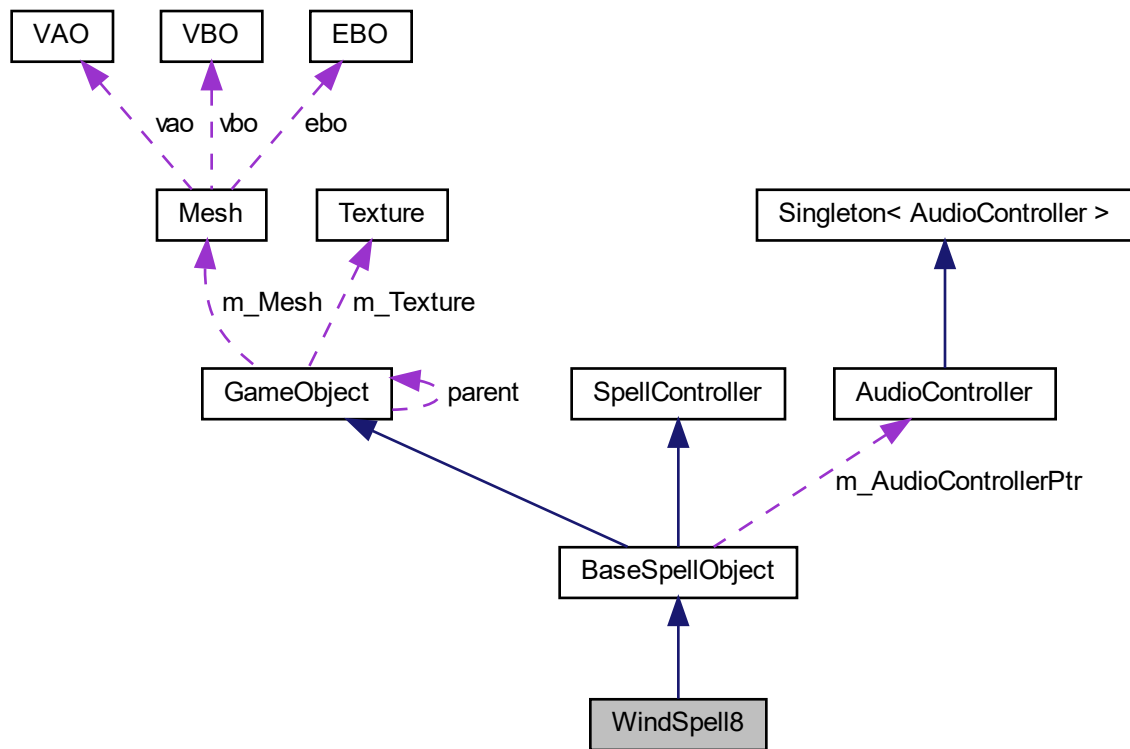 VAO
VBO
EBO
vao
vbo
ebo
Mesh
Texture
Singleton< AudioController >
m_Mesh
m_Texture
GameObject
parent
SpellController
AudioController
m_AudioControllerPtr
BaseSpellObject
WindSpell8